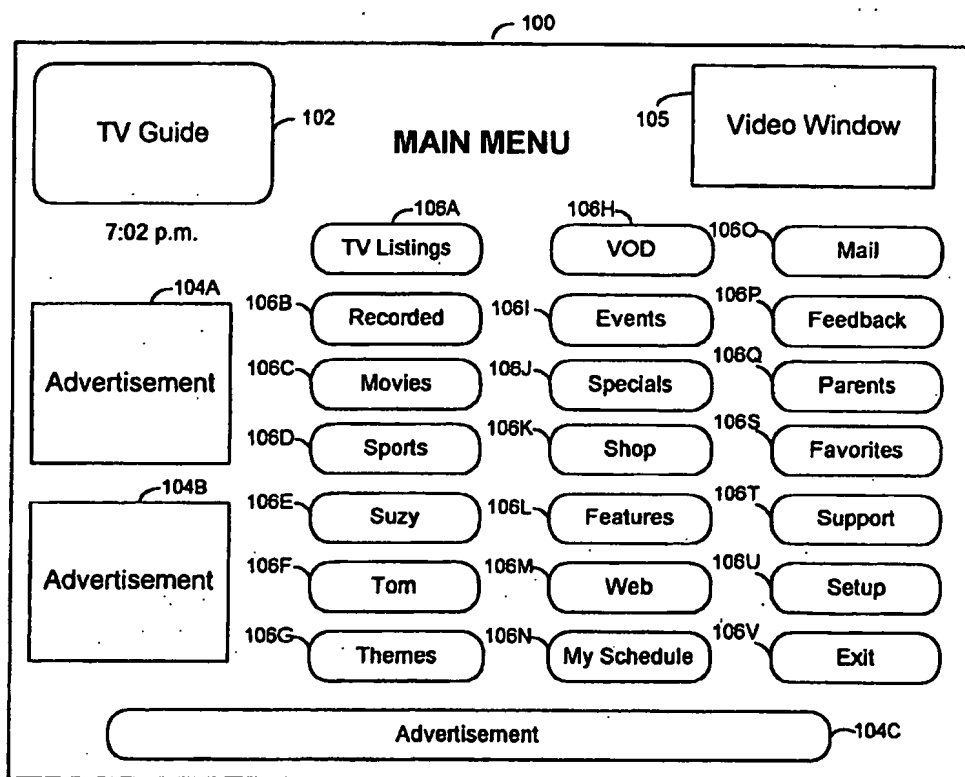 100
TV Guide
102
MAIN MENU
105
Video Window
7:02 p.m.
106A
TV Listings
106H
VOD
106O
Mail
104A
Advertisement
106B
Recorded
106I
Events
106P
Feedback
106C
Movies
106J
Specials
106Q
Parents
106D
Sports
106K
Shop
106S
Favorites
104B
Advertisement
106E
Suzy
106L
Features
106T
Support
106F
Tom
106M
Web
106U
Setup
106G
Themes
106N
My Schedule
106V
Exit
Advertisement
104C